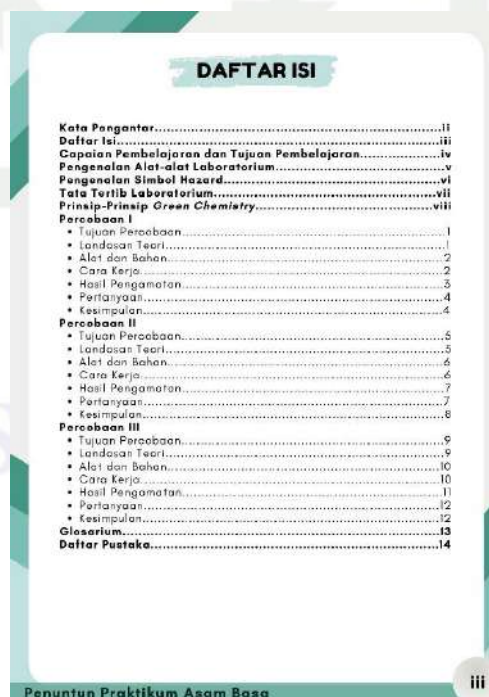 DAFTAR ISI
Kata Pengantar.....ii
Daftar Isi.....iii
Capaian Pembelajaran dan Tujuan Pembelajaran.....iv
Pengenalan Alat-alat Laboratorium.....v
Pengenalan Simbol Hazard.....vi
Tata Tertib Laboratorium.....vii
Prinsip-Prinsip Green Chemistry.....viii
Percobaan I
• Tujuan Percobaan.....1
• Landasan Teori.....1
• Alat dan Bahan.....2
• Cara Kerja.....2
• Hasil Pengamatan.....3
• Pertanyaan.....4
• Kesimpulan.....4
Percobaan II
• Tujuan Percobaan.....5
• Landasan Teori.....5
• Alat dan Bahan.....6
• Cara Kerja.....6
• Hasil Pengamatan.....7
• Pertanyaan.....7
• Kesimpulan.....8
Percobaan III
• Tujuan Percobaan.....9
• Landasan Teori.....9
• Alat dan Bahan.....10
• Cara Kerja.....10
• Hasil Pengamatan.....11
• Pertanyaan.....12
• Kesimpulan.....12
Glosarium.....13
Daftar Pustaka.....14
Penuntun Praktikum Asam Basa
iii